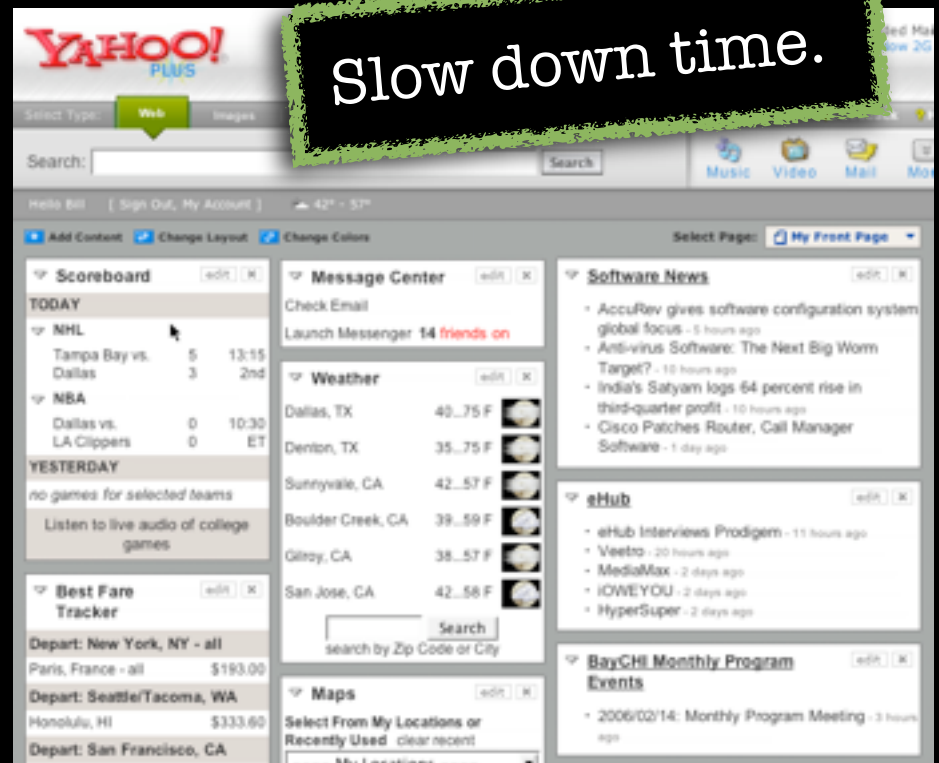 YAHOO!
PLUS
Slow down time.
Select Type: Web Images
Search: Search
Music Video Mail
Hello Bill [ Sign Out, My Account ] 42° - 57°
Add Content Change Layout Change Colors
Select Page: My Front Page
Scoreboard edit
TODAY
NHL
Tampa Bay vs. 5 13:15
Dallas 3 2nd
NBA
Dallas vs. 0 10:30
LA Clippers 0 ET
YESTERDAY
no games for selected teams
Listen to live audio of college
games
Best Fare edit
Tracker
Depart: New York, NY - all
Paris, France - all $193.00
Depart: Seattle/Tacoma, WA
Honolulu, HI $333.60
Depart: San Francisco, CA
Message Center edit
Check Email
Launch Messenger 14 friends on
Weather edit
Dallas, TX 40...75 F
Denton, TX 35...75 F
Sunnyvale, CA 42...57 F
Boulder Creek, CA 39...59 F
Gilroy, CA 38...57 F
San Jose, CA 42...58 F
Search
search by Zip Code or City
Maps edit
Select From My Locations or
Recently Used clear recent
My Locations
Software News edit
AccuRev gives software configuration system
global focus - 5 hours ago
Anti-virus Software: The Next Big Worm
Target? - 10 hours ago
India's Satyam logs 64 percent rise in
third-quarter profit - 10 hours ago
Cisco Patches Router, Call Manager
Software - 1 day ago
eHub edit
eHub Interviews Prodigem - 11 hours ago
Veetro - 20 hours ago
MediaMax - 2 days ago
iOWEYOU - 2 days ago
HyperSuper - 2 days ago
BayCHI Monthly Program edit
Events
2006/02/14: Monthly Program Meeting - 3 hours
ago